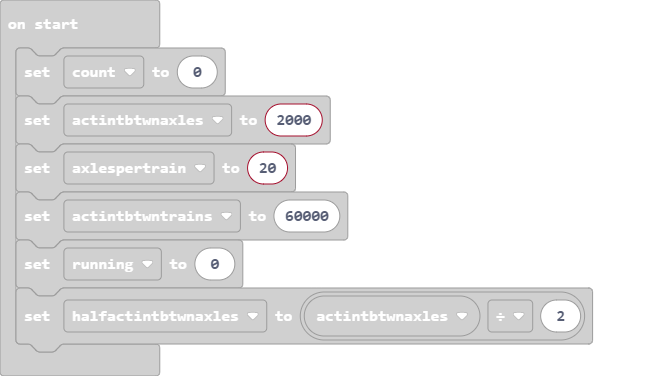 on start
set count to 0
set actintbtwnaxles to 2000
set axlespertrain to 20
set actintbtwntrains to 60000
set running to 0
set halfactintbtwnaxles to actintbtwnaxles ÷ 2